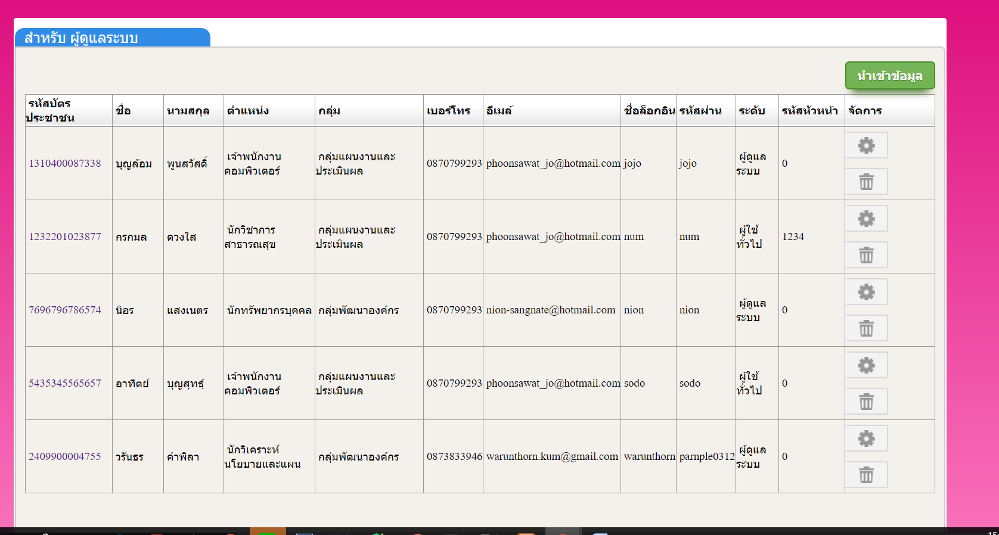 สำหรับ ผู้ดูแลระบบ
นำเข้าข้อมูล
รหัสบัตรประชาชน ชื่อ นามสกุล ตำแหน่ง กลุ่ม เบอร์โทร อีเมล์ ชื่อล็อกอิน รหัสผ่าน ระดับ รหัสหัวหน้า จัดการ
1310400087338 บุญล้อม พูนสวัสดิ์ เจ้าพนักงานคอมพิวเตอร์ กลุ่มแผนงานและประเมินผล 0870799293 phoonsawat_jo@hotmail.com jojo jojo ผู้ดูแลระบบ 0
1232201023877 กรกมล ดวงใส นักวิชาการสาธารณสุข กลุ่มแผนงานและประเมินผล 0870799293 phoonsawat_jo@hotmail.com num num ผู้ใช้ทั่วไป 1234
7696796786574 นิอร แสงเนตร นักทรัพยากรบุคคล กลุ่มพัฒนาองค์กร 0870799293 nion-sangnate@hotmail.com nion nion ผู้ดูแลระบบ 0
5435345565657 อาทิตย์ บุญสุทธุ์ เจ้าพนักงานคอมพิวเตอร์ กลุ่มแผนงานและประเมินผล 0870799293 phoonsawat_jo@hotmail.com sodo sodo ผู้ใช้ทั่วไป 0
2409900004755 วรันธร คำพิลา นักวิเคราะห์นโยบายและแผน กลุ่มพัฒนาองค์กร 0873833946 warunthorn.kum@gmail.com warunthorn parnple0312 ผู้ดูแลระบบ 0